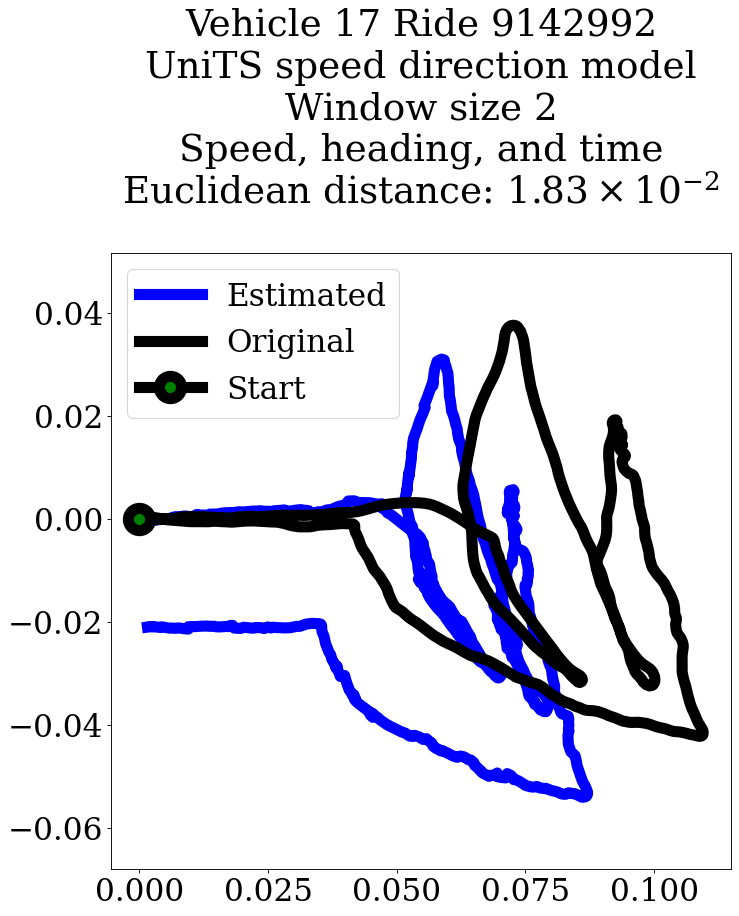 Vehicle 17 Ride 9142992
UniTS speed direction model
Window size 2
Speed, heading, and time
Euclidean distance: 1.83 × 10⁻²
Estimated
Original
Start
0.04
0.02
0.00
−0.02
−0.04
−0.06
0.000 0.025 0.050 0.075 0.100